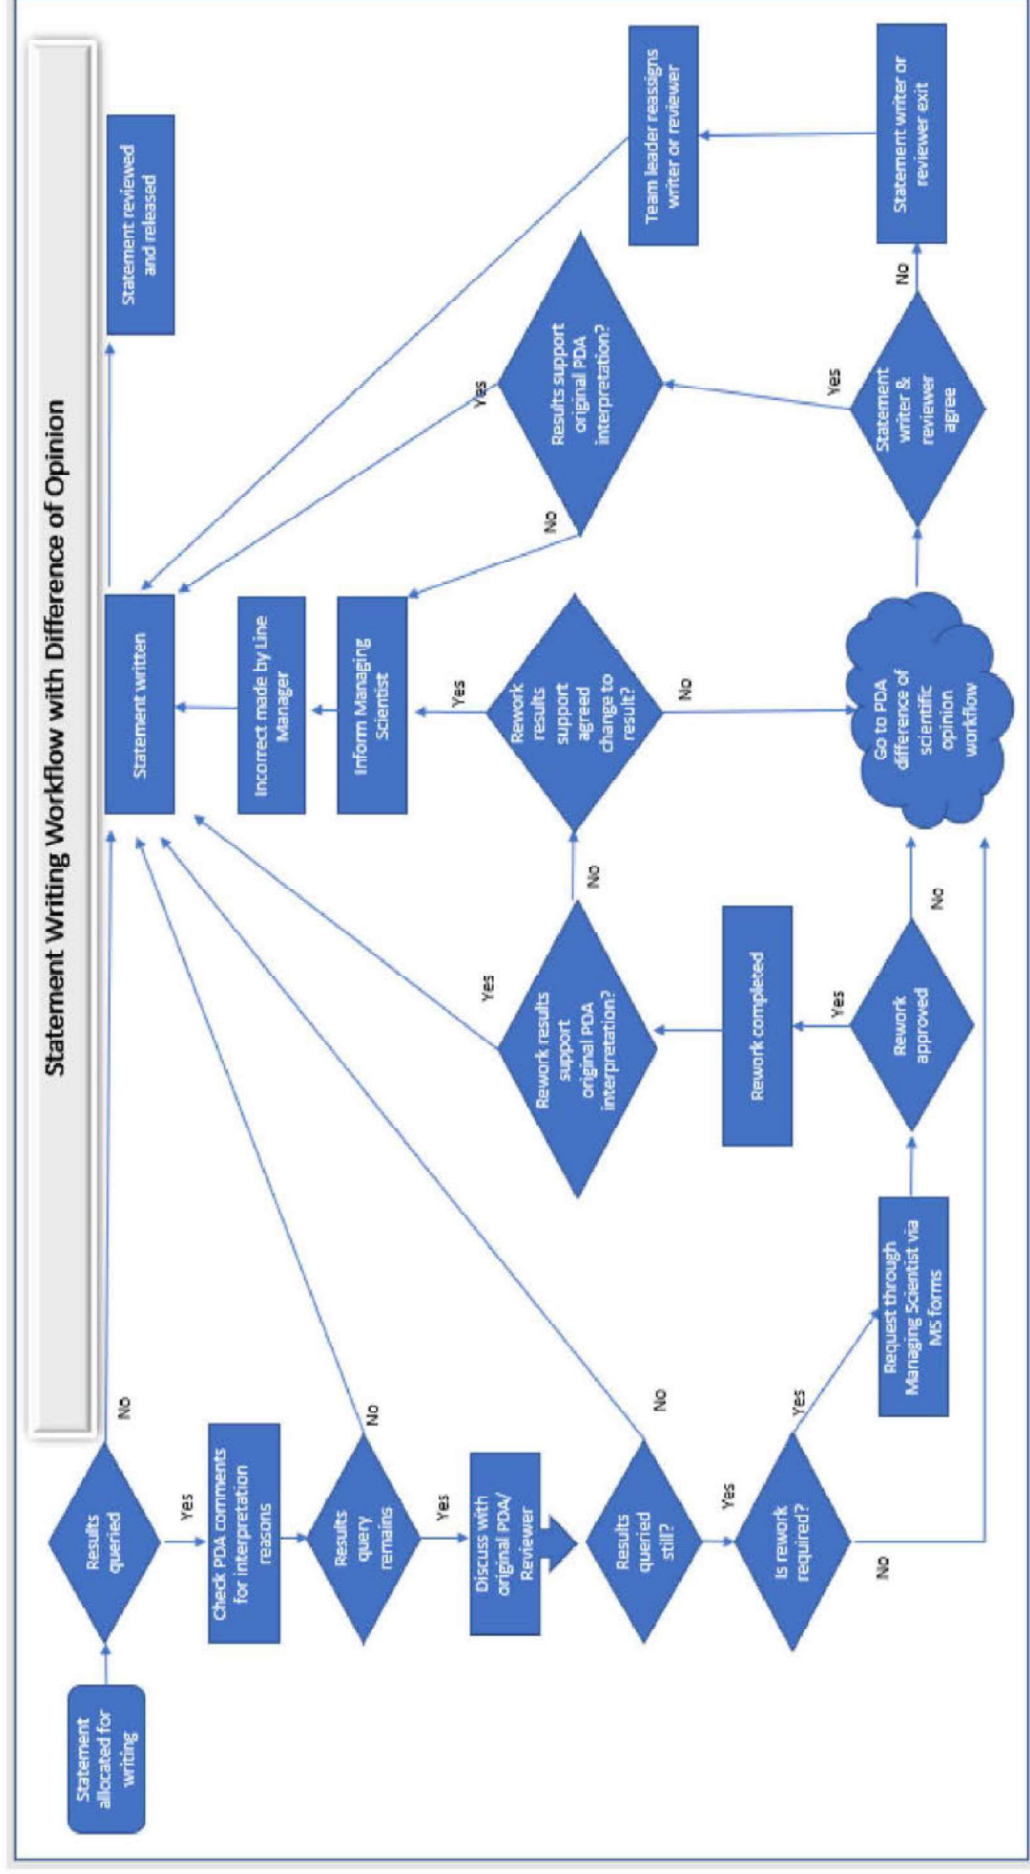 Statement Writing Workflow with Difference of Opinion
Statement
allocated for
writing
Results
queried
No
Yes
Check PDA comments
for interpretation
reasons
Results
query
remains
No
Yes
Discuss with
original PDA/
Reviewer
Results
queried
still?
No
Yes
Is rework
required?
Yes
No
Request through
Managing Scientist via
MS forms
Rework
approved
Yes
No
Rework completed
Rework results
support
original PDA
interpretation?
Yes
No
Rework
results
support
agreed
change to
result?
Yes
No
Inform Managing
Scientist
Incorrect made by Line
Manager
Statement written
Statement reviewed
and released
Go to PDA
difference of
scientific
opinion
workflow
Statement
writer &
reviewer
agree
Yes
No
Results support
original PDA
interpretation?
Yes
No
Statement writer or
reviewer exit
Team leader reassigns
writer or reviewer